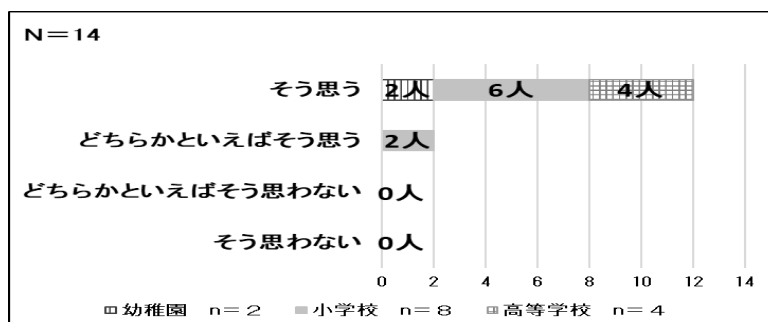 N＝14
そう思う 2人 6人 4人
どちらかといえばそう思う 2人
どちらかといえばそう思わない 0人
そう思わない 0人
0 2 4 6 8 10 12 14
幼稚園 n＝2 小学校 n＝8 高等学校 n＝4